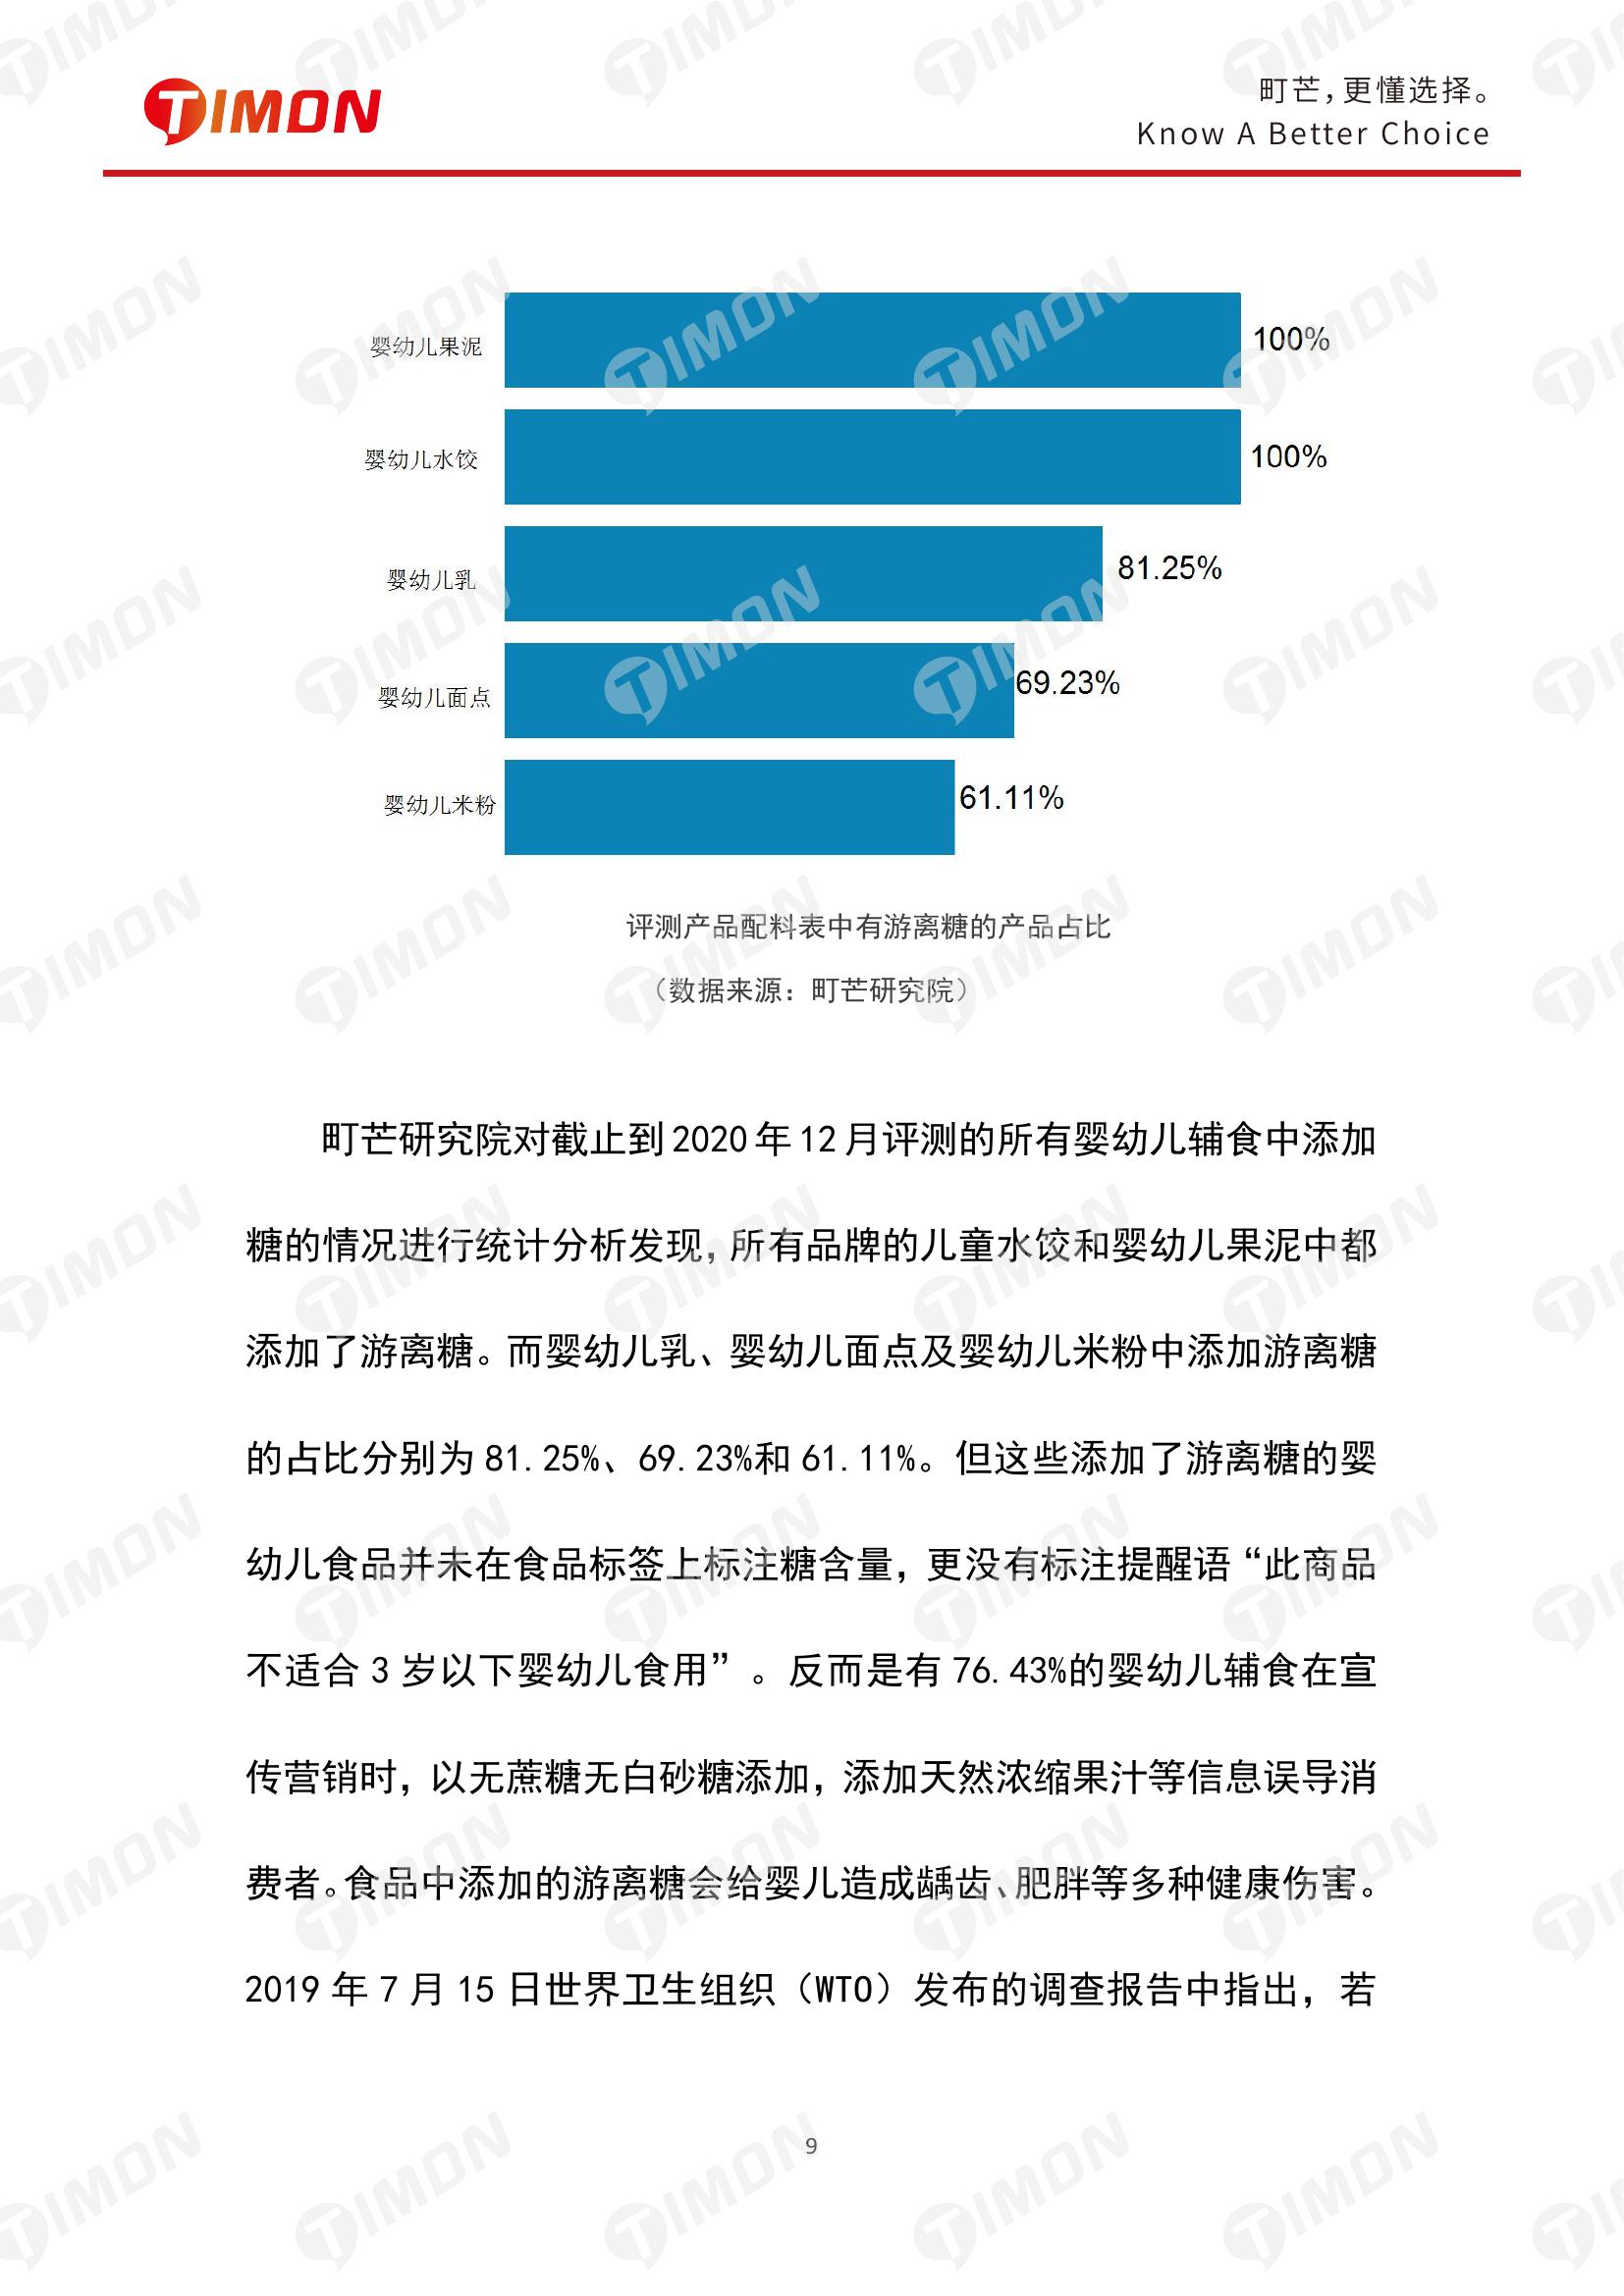 TIMON
町芒，更懂选择。
Know A Better Choice
婴幼儿果泥 100%
婴幼儿水饺 100%
婴幼儿乳 81.25%
婴幼儿面点 69.23%
婴幼儿米粉 61.11%
评测产品配料表中有游离糖的产品占比
（数据来源：町芒研究院）
町芒研究院对截止到2020年12月评测的所有婴幼儿辅食中添加
糖的情况进行统计分析发现，所有品牌的儿童水饺和婴幼儿果泥中都
添加了游离糖。而婴幼儿乳、婴幼儿面点及婴幼儿米粉中添加游离糖
的占比分别为81.25%、69.23%和61.11%。但这些添加了游离糖的婴
幼儿食品并未在食品标签上标注糖含量，更没有标注提醒语“此商品
不适合3岁以下婴幼儿食用”。反而是有76.43%的婴幼儿辅食在宣
传营销时，以无蔗糖无白砂糖添加，添加天然浓缩果汁等信息误导消
费者。食品中添加的游离糖会给婴儿造成龋齿、肥胖等多种健康伤害。
2019年7月15日世界卫生组织（WTO）发布的调查报告中指出，若
9